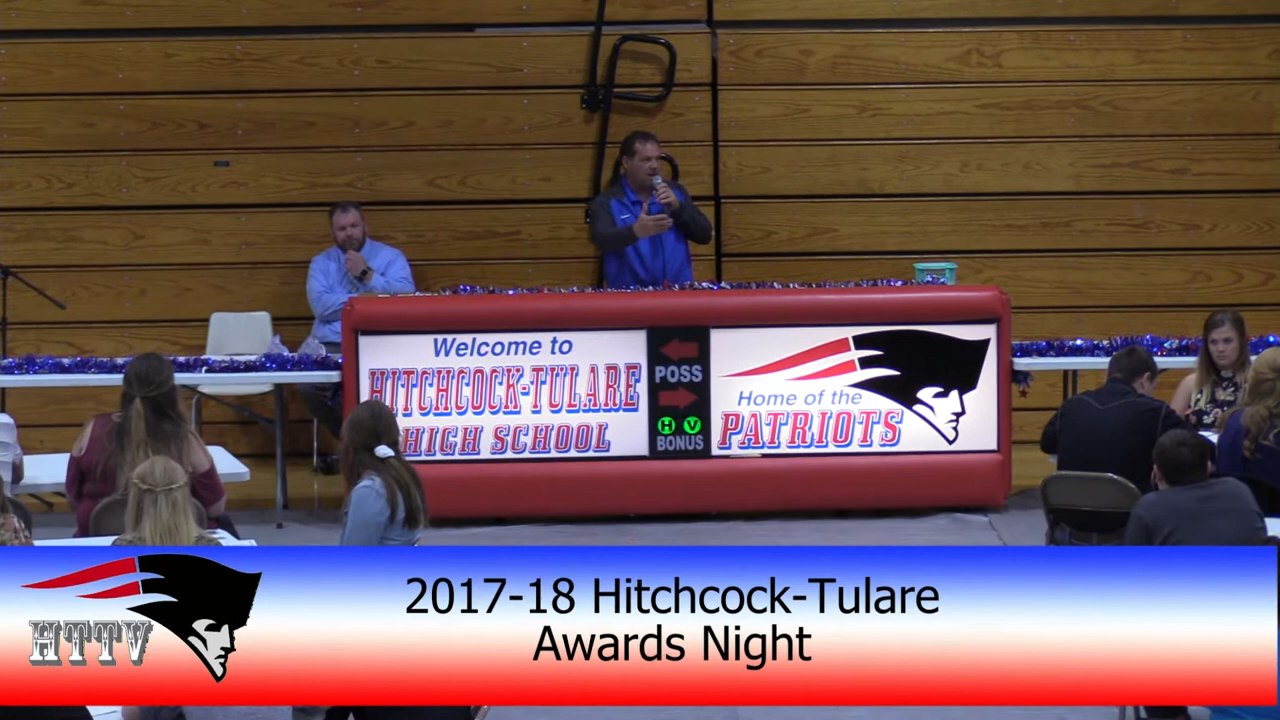 Welcome to
HITCHCOCK-TULARE
HIGH SCHOOL
POSS
H V
BONUS
Home of the
PATRIOTS
HTTV
2017-18 Hitchcock-Tulare
Awards Night